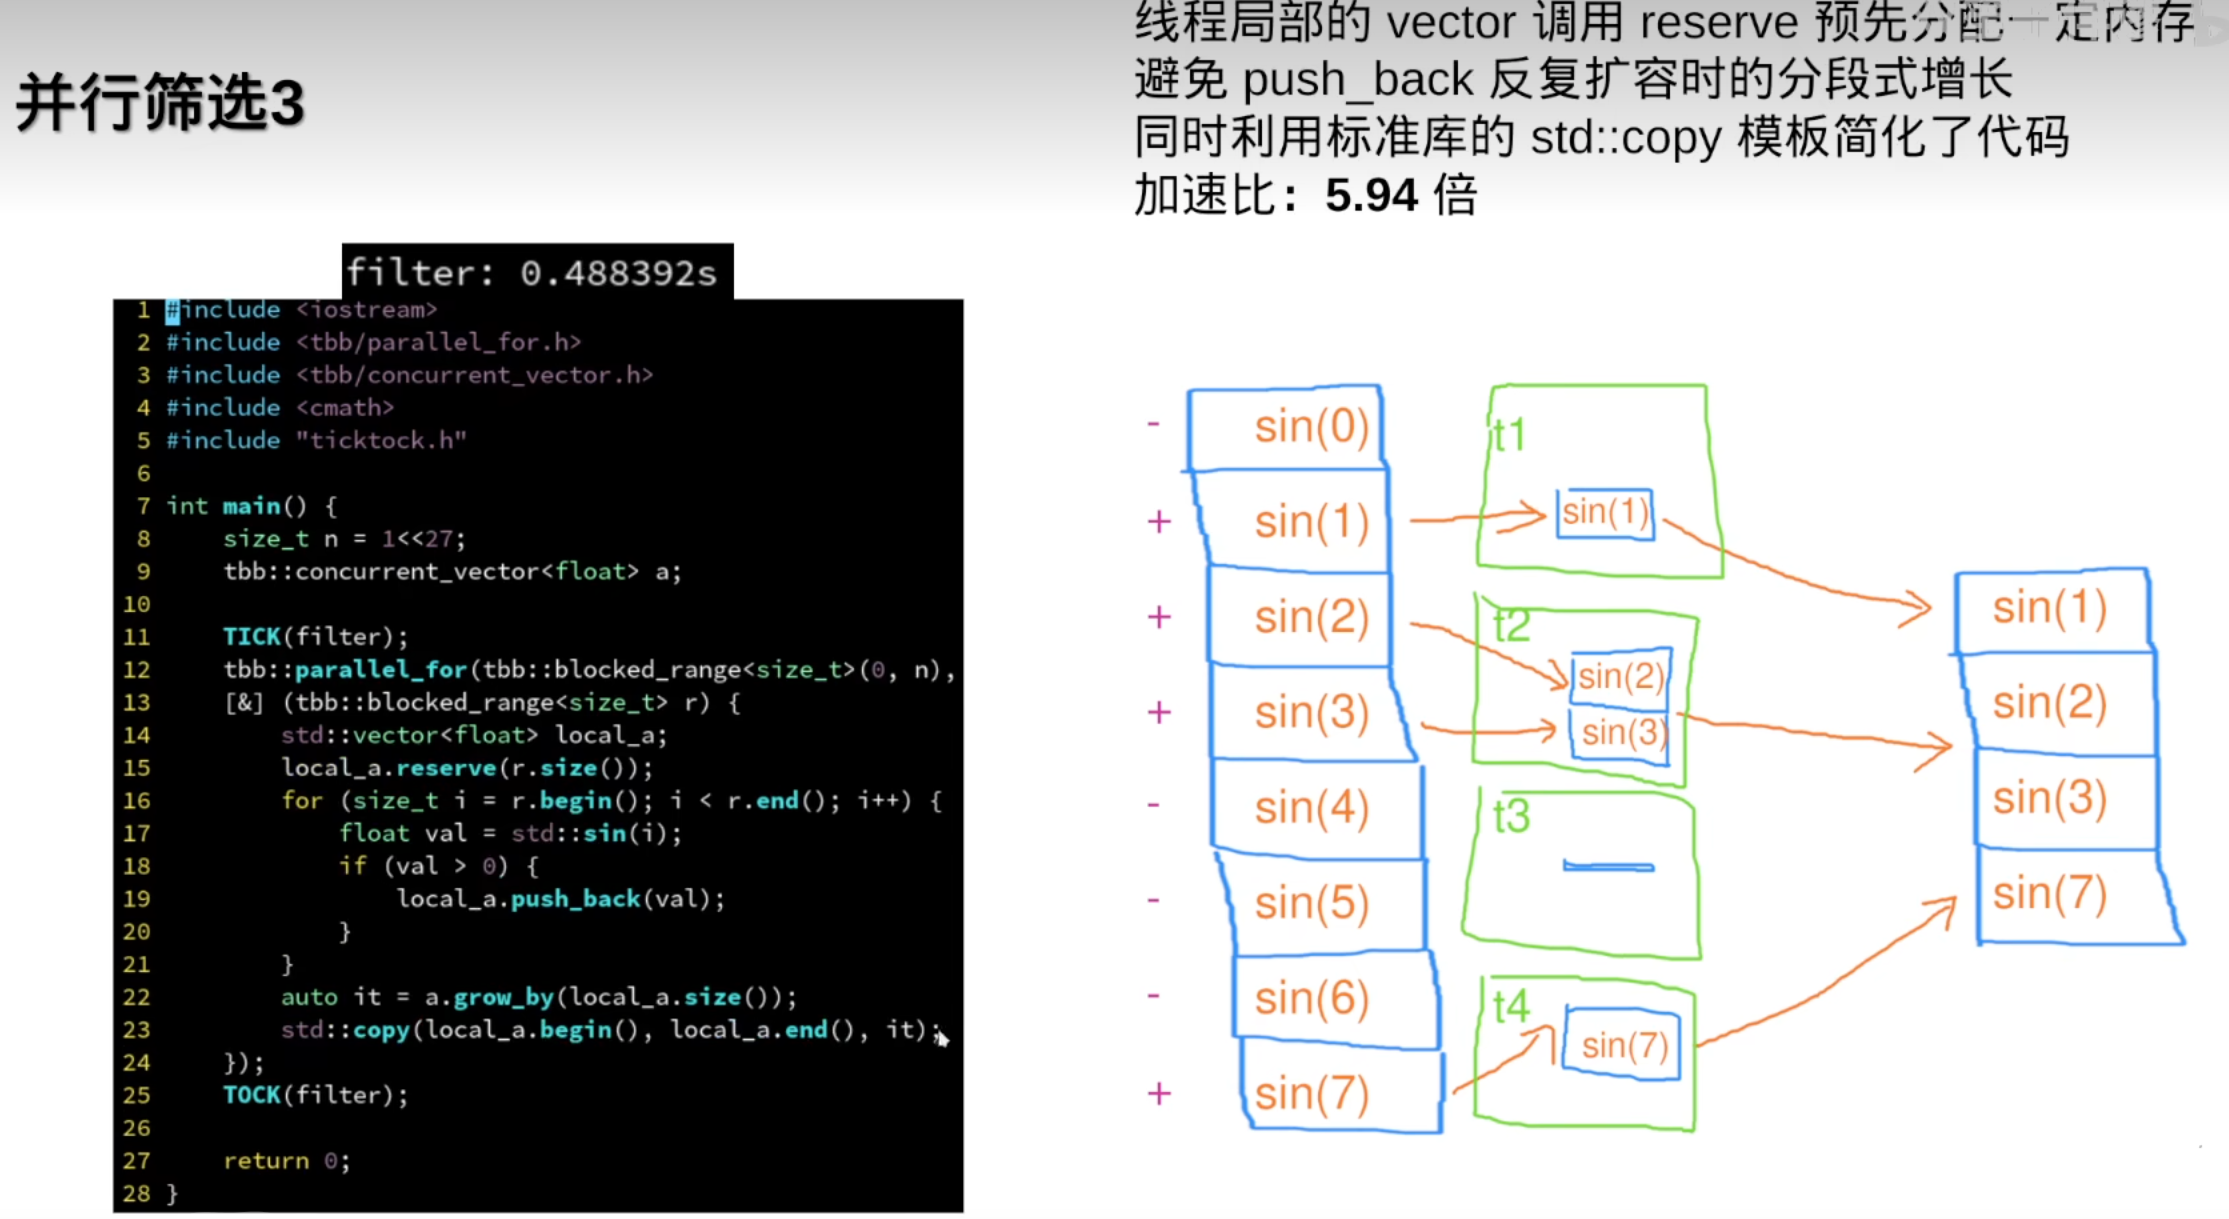 并行筛选3
线程局部的 vector 调用 reserve 预先分配一定内存
避免 push_back 反复扩容时的分段式增长
同时利用标准库的 std::copy 模板简化了代码
加速比：5.94 倍
filter: 0.488392s
1 #include <iostream>
2 #include <tbb/parallel_for.h>
3 #include <tbb/concurrent_vector.h>
4 #include <cmath>
5 #include "ticktock.h"
6
7 int main() {
8     size_t n = 1<<27;
9     tbb::concurrent_vector<float> a;
10
11     TICK(filter);
12     tbb::parallel_for(tbb::blocked_range<size_t>(0, n),
13     [&] (tbb::blocked_range<size_t> r) {
14         std::vector<float> local_a;
15         local_a.reserve(r.size());
16         for (size_t i = r.begin(); i < r.end(); i++) {
17             float val = std::sin(i);
18             if (val > 0) {
19                 local_a.push_back(val);
20             }
21         }
22         auto it = a.grow_by(local_a.size());
23         std::copy(local_a.begin(), local_a.end(), it);
24     });
25     TOCK(filter);
26
27     return 0;
28 }
- sin(0)
+ sin(1)
+ sin(2)
+ sin(3)
- sin(4)
- sin(5)
- sin(6)
+ sin(7)
t1
sin(1)
t2
sin(2)
sin(3)
t3
t4
sin(7)
sin(1)
sin(2)
sin(3)
sin(7)